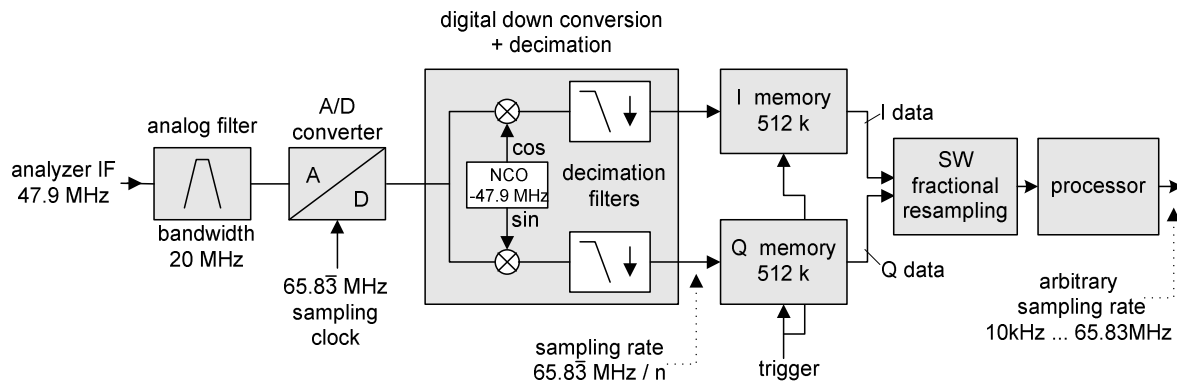 digital down conversion
+ decimation
A/D
converter
analog filter
analyzer IF
47.9 MHz
bandwidth
20 MHz
A
D
65.83̅ MHz
sampling
clock
cos
NCO
-47.9 MHz
sin
decimation
filters
sampling rate
65.83̅ MHz / n
I memory
512 k
Q memory
512 k
trigger
I data
Q data
SW
fractional
resampling
processor
arbitrary
sampling rate
10kHz ... 65.83MHz